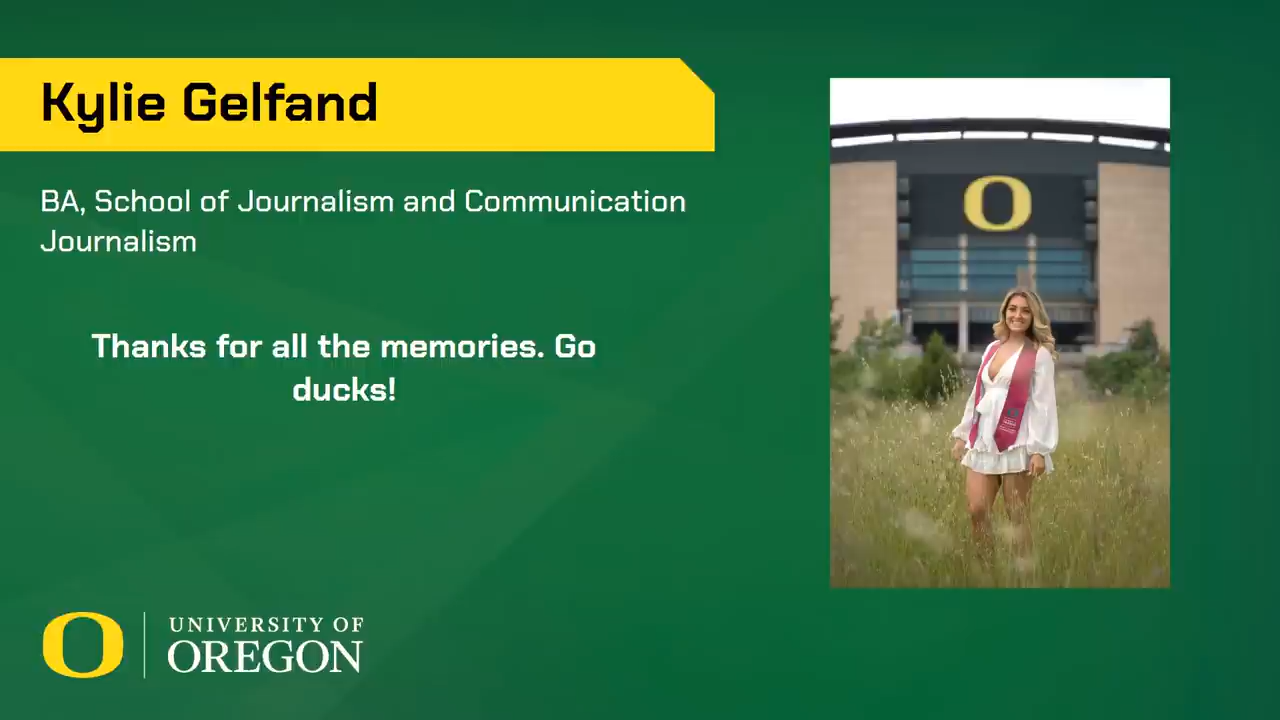 Kylie Gelfand
BA, School of Journalism and Communication
Journalism
Thanks for all the memories. Go
ducks!
O
UNIVERSITY OF
OREGON
O